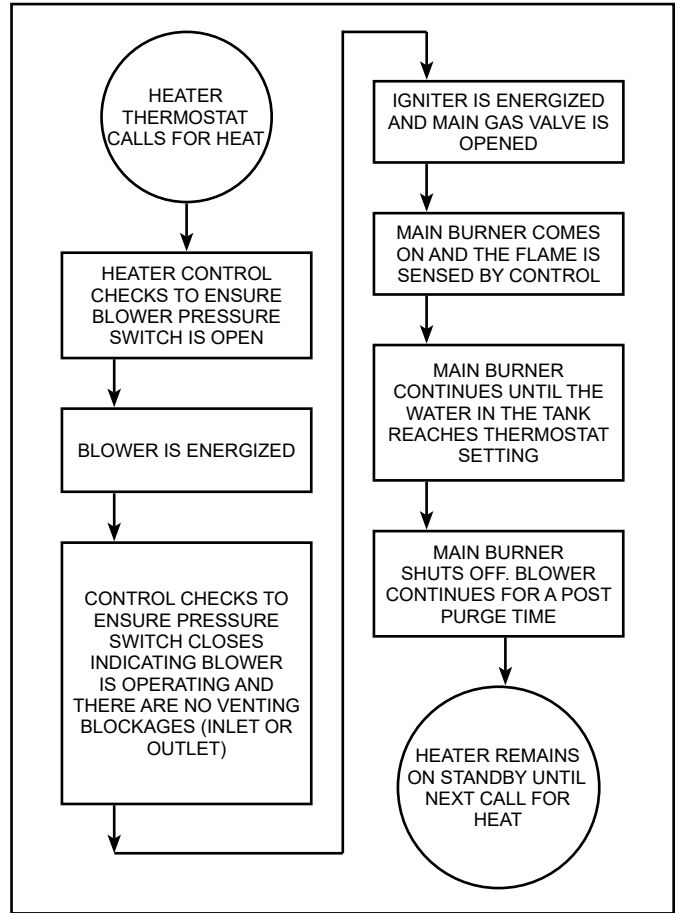 HEATER
THERMOSTAT
CALLS FOR HEAT
HEATER CONTROL
CHECKS TO ENSURE
BLOWER PRESSURE
SWITCH IS OPEN
BLOWER IS ENERGIZED
CONTROL CHECKS TO
ENSURE PRESSURE
SWITCH CLOSES
INDICATING BLOWER
IS OPERATING AND
THERE ARE NO VENTING
BLOCKAGES (INLET OR
OUTLET)
IGNITER IS ENERGIZED
AND MAIN GAS VALVE IS
OPENED
MAIN BURNER COMES
ON AND THE FLAME IS
SENSED BY CONTROL
MAIN BURNER
CONTINUES UNTIL THE
WATER IN THE TANK
REACHES THERMOSTAT
SETTING
MAIN BURNER
SHUTS OFF. BLOWER
CONTINUES FOR A POST
PURGE TIME
HEATER REMAINS
ON STANDBY UNTIL
NEXT CALL FOR
HEAT